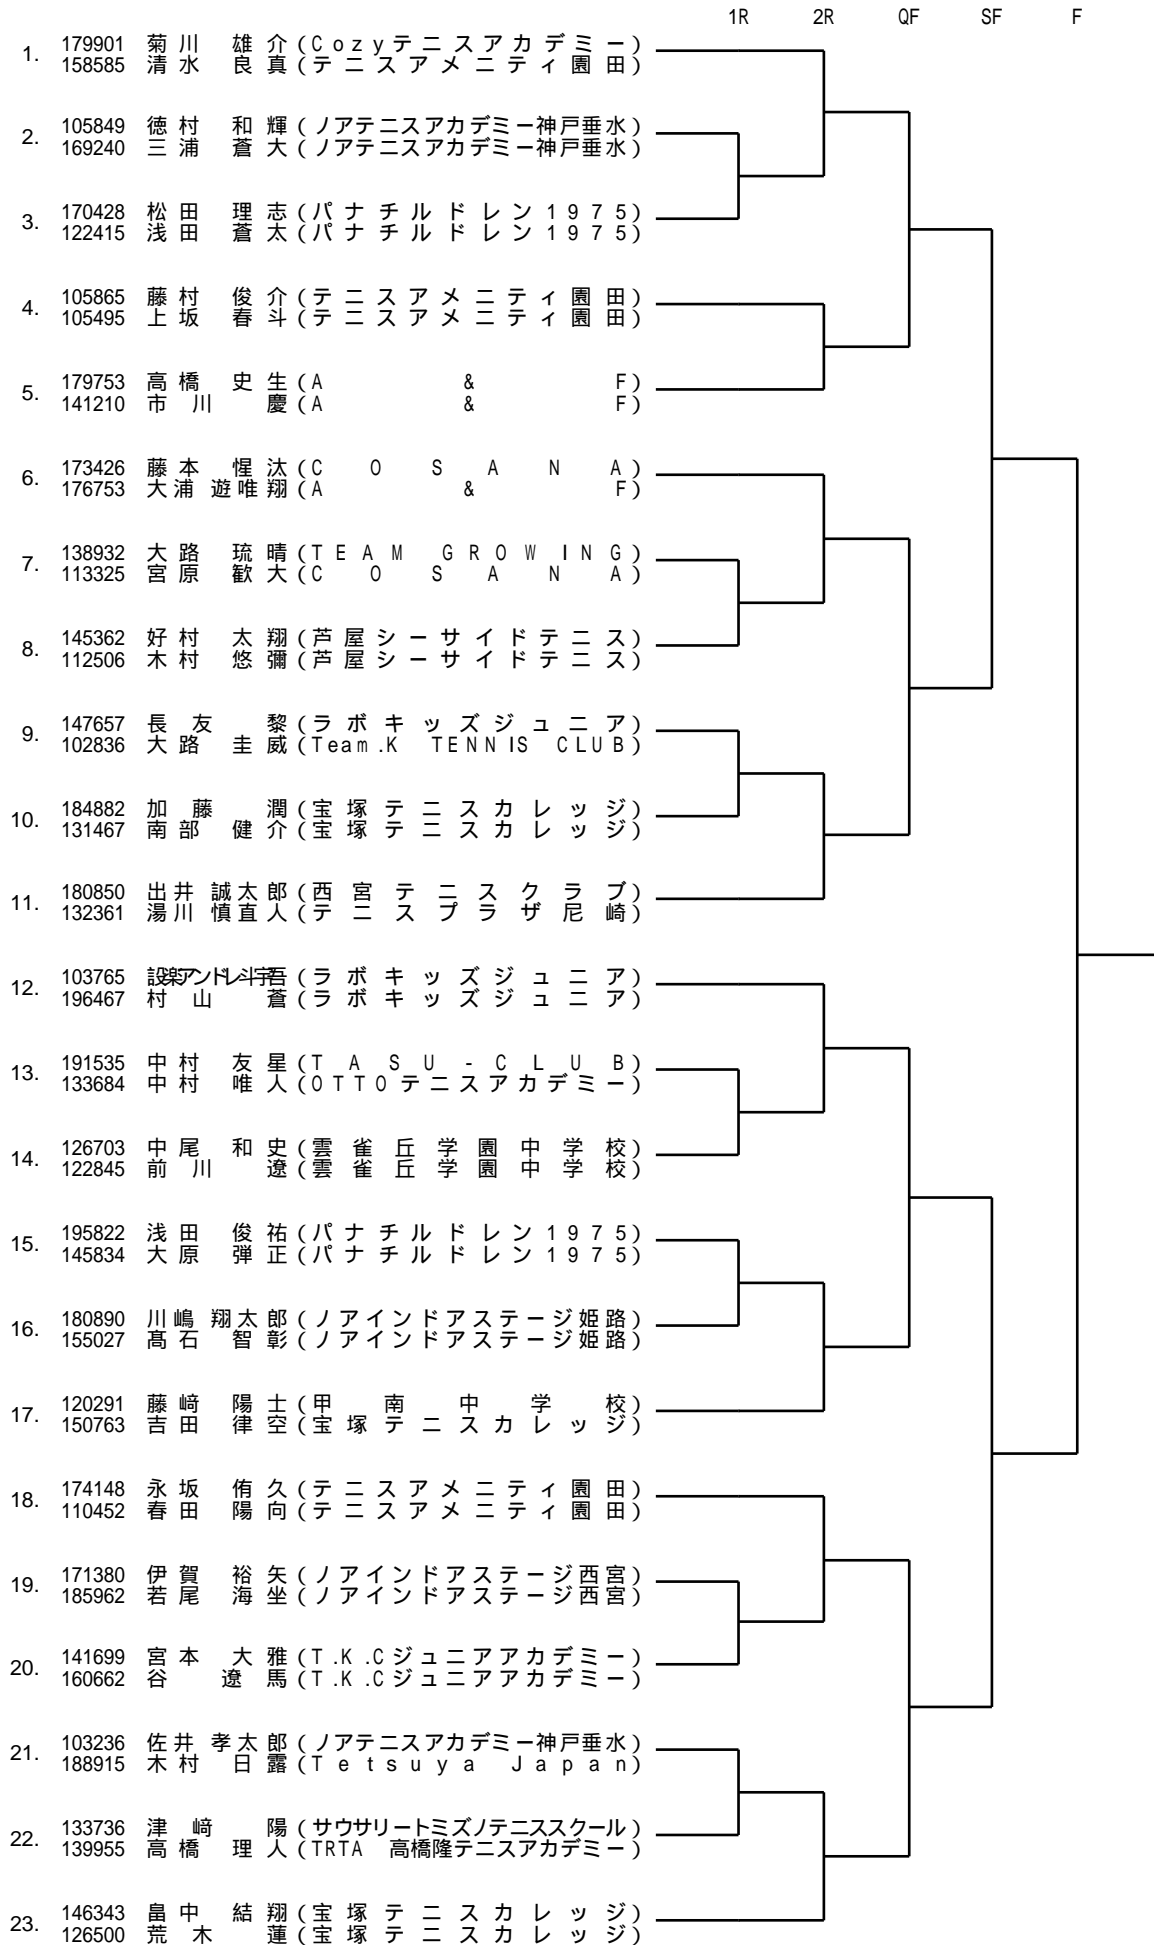 1R 2R QF SF F
1. 179901 菊川 雄介(Cozyテニスアカデミー)
158585 清水 良真(テニスアメニティ園田)
2. 105849 徳村 和輝(ノアテニスアカデミー神戸垂水)
169240 三浦 蒼大(ノアテニスアカデミー神戸垂水)
3. 170428 松田 理志(パナチルドレン1975)
122415 浅田 蒼太(パナチルドレン1975)
4. 105865 藤村 俊介(テニスアメニティ園田)
105495 上坂 春斗(テニスアメニティ園田)
5. 179753 高橋 史生(A&F)
141210 市川 慶(A&F)
6. 173426 藤本 惺汰(COSANA)
176753 大浦 遊唯翔(A&F)
7. 138932 大路 琉晴(TEAM GROWING)
113325 宮原 歓大(COSANA)
8. 145362 好村 太翔(芦屋シーサイドテニス)
112506 木村 悠彌(芦屋シーサイドテニス)
9. 147657 長友 黎(ラボキッズジュニア)
102836 大路 圭威(Team.K TENNIS CLUB)
10. 184882 加藤 潤(宝塚テニスカレッジ)
131467 南部 健介(宝塚テニスカレッジ)
11. 180850 出井 誠太郎(西宮テニスクラブ)
132361 湯川 慎直人(テニスプラザ尼崎)
12. 103765 設楽アンドレ斗宇吾(ラボキッズジュニア)
196467 村山 蒼(ラボキッズジュニア)
13. 191535 中村 友星(TASU-CLUB)
133684 中村 唯人(OTTOテニスアカデミー)
14. 126703 中尾 和史(雲雀丘学園中学校)
122845 前川 遼(雲雀丘学園中学校)
15. 195822 浅田 俊祐(パナチルドレン1975)
145834 大原 弾正(パナチルドレン1975)
16. 180890 川嶋 翔太郎(ノアインドアステージ姫路)
155027 髙石 智彰(ノアインドアステージ姫路)
17. 120291 藤﨑 陽士(甲南中学校)
150763 吉田 律空(宝塚テニスカレッジ)
18. 174148 永坂 侑久(テニスアメニティ園田)
110452 春田 陽向(テニスアメニティ園田)
19. 171380 伊賀 裕矢(ノアインドアステージ西宮)
185962 若尾 海坐(ノアインドアステージ西宮)
20. 141699 宮本 大雅(T.K.Cジュニアアカデミー)
160662 谷 遼馬(T.K.Cジュニアアカデミー)
21. 103236 佐井 孝太郎(ノアテニスアカデミー神戸垂水)
188915 木村 日露(Tetsuya Japan)
22. 133736 津﨑 陽(サウサリートミズノテニススクール)
139955 高橋 理人(TRTA 高橋隆テニスアカデミー)
23. 146343 畠中 結翔(宝塚テニスカレッジ)
126500 荒木 蓮(宝塚テニスカレッジ)